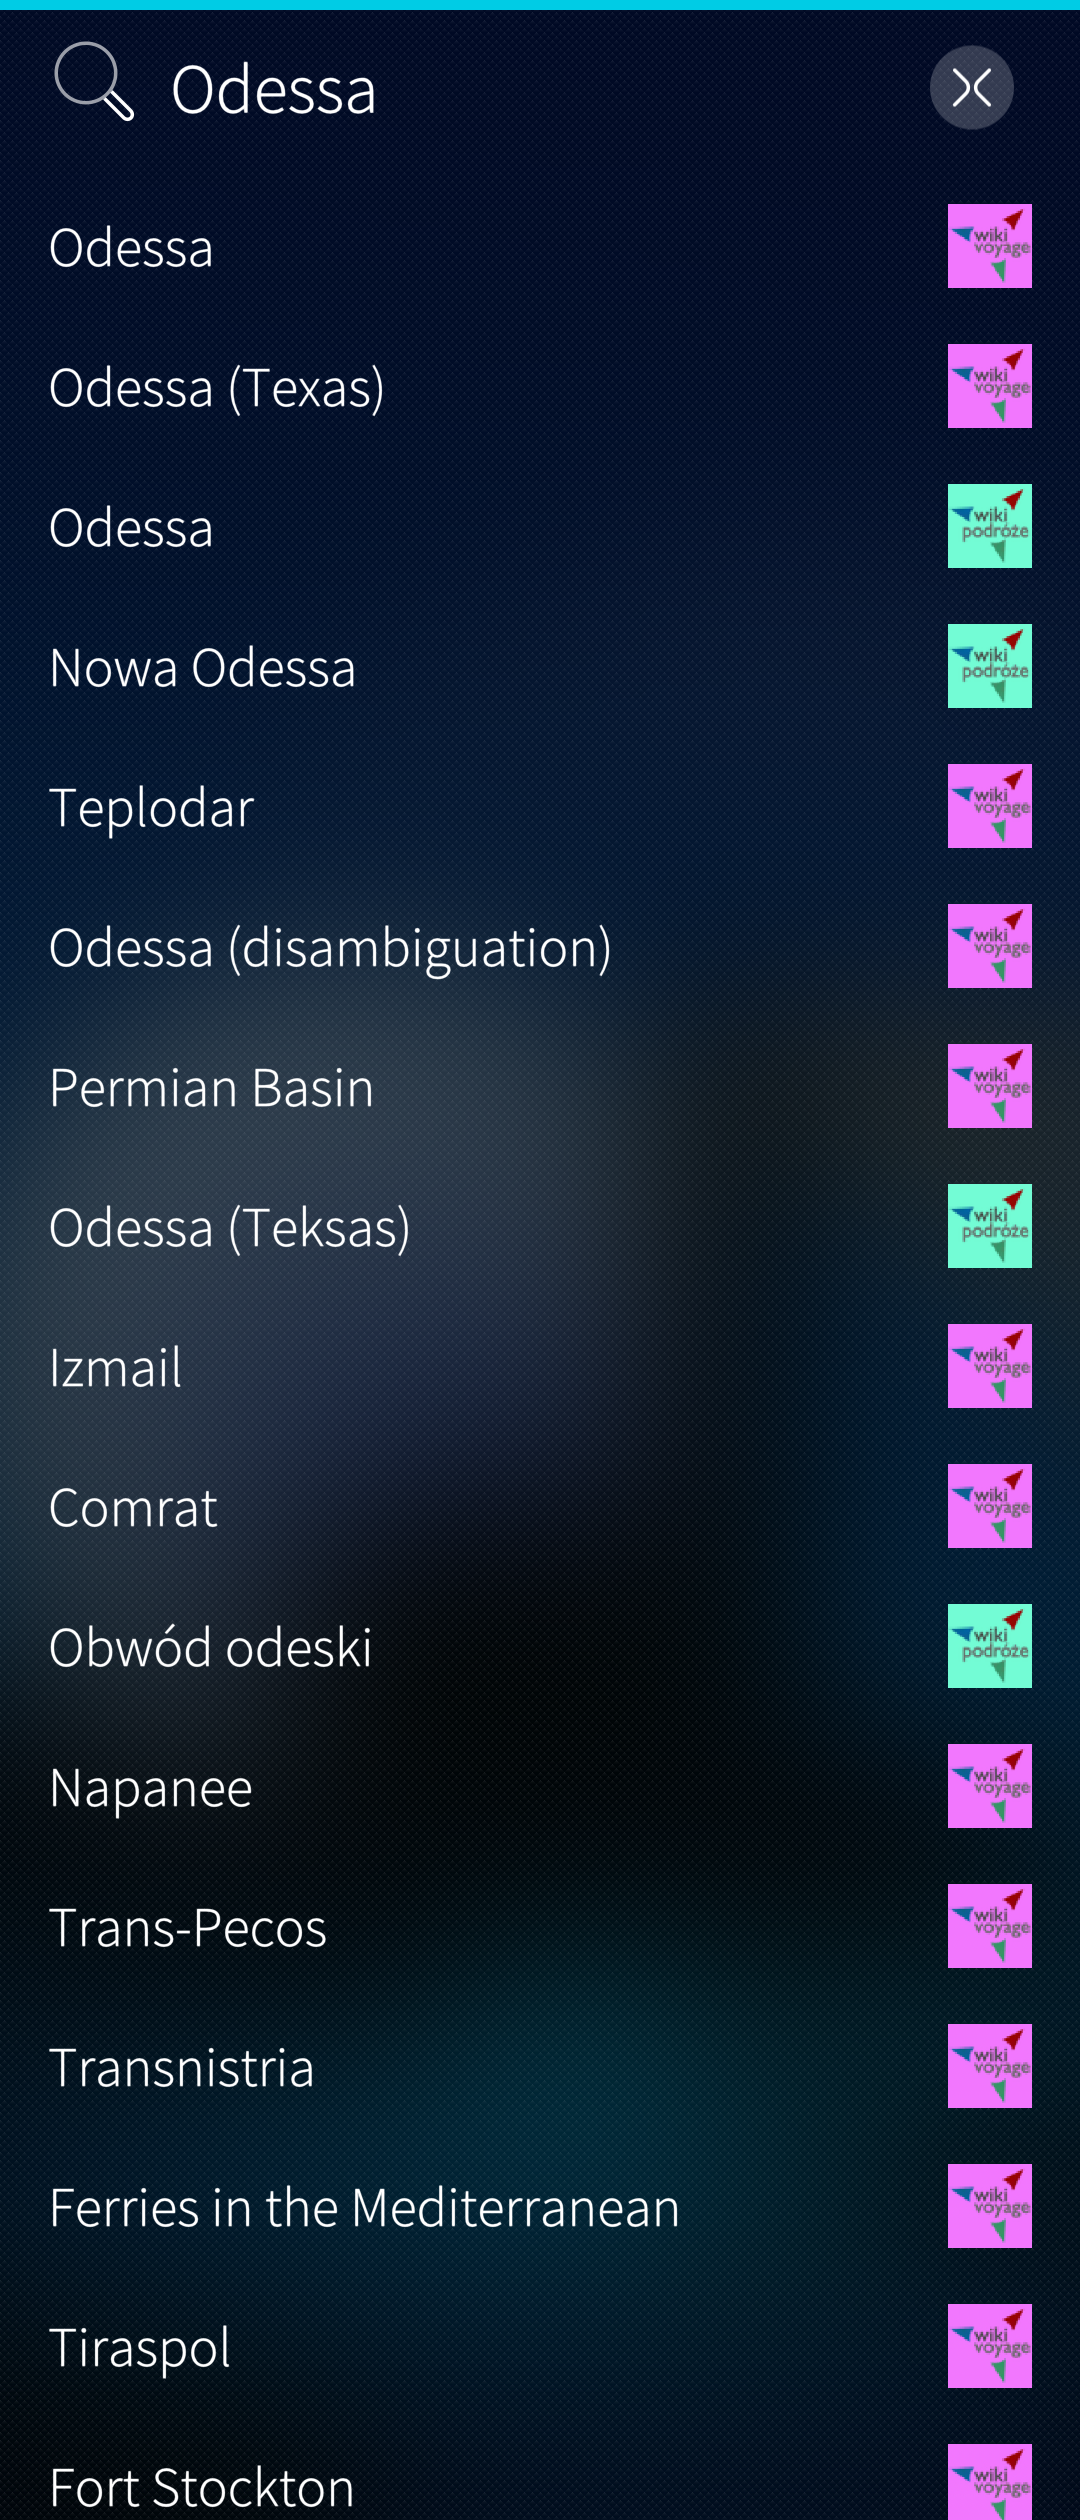 Odessa
Odessa
wiki
voyage
Odessa (Texas)
wiki
voyage
Odessa
wiki
podróże
Nowa Odessa
wiki
podróże
Teplodar
wiki
voyage
Odessa (disambiguation)
wiki
voyage
Permian Basin
wiki
voyage
Odessa (Teksas)
wiki
podróże
Izmail
wiki
voyage
Comrat
wiki
voyage
Obwód odeski
wiki
podróże
Napanee
wiki
voyage
Trans-Pecos
wiki
voyage
Transnistria
wiki
voyage
Ferries in the Mediterranean
wiki
voyage
Tiraspol
wiki
voyage
Fort Stockton
wiki
voyage